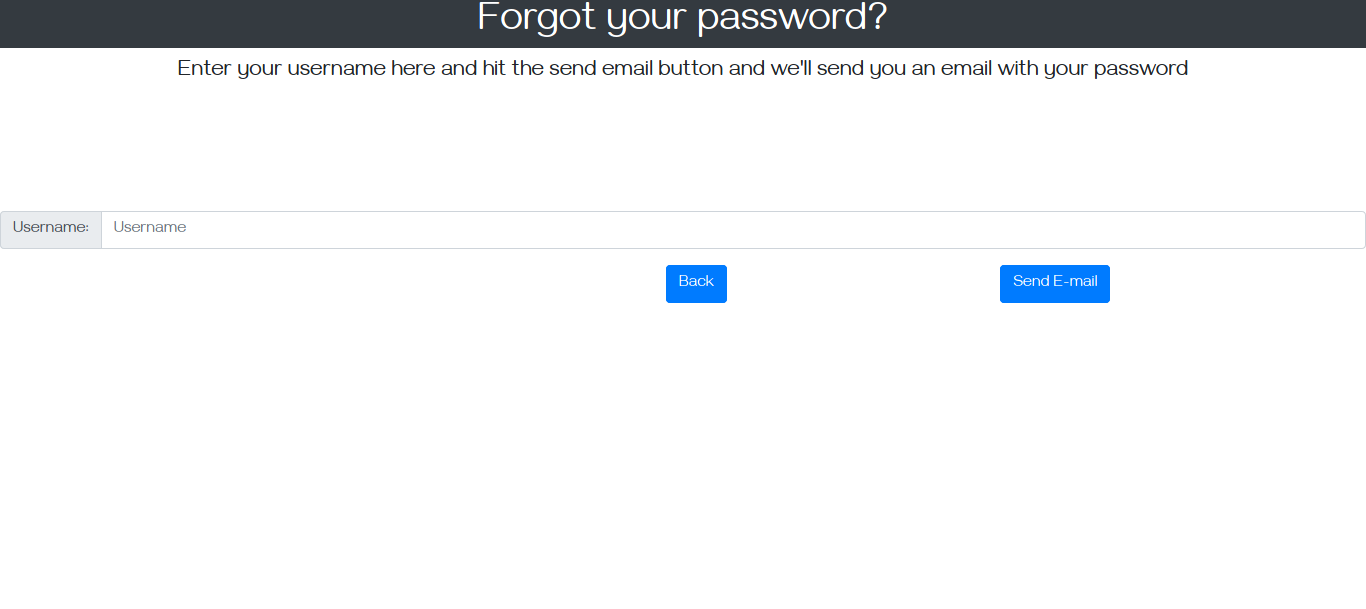 Forgot your password?
Enter your username here and hit the send email button and we'll send you an email with your password
Username: Username
Back Send E-mail